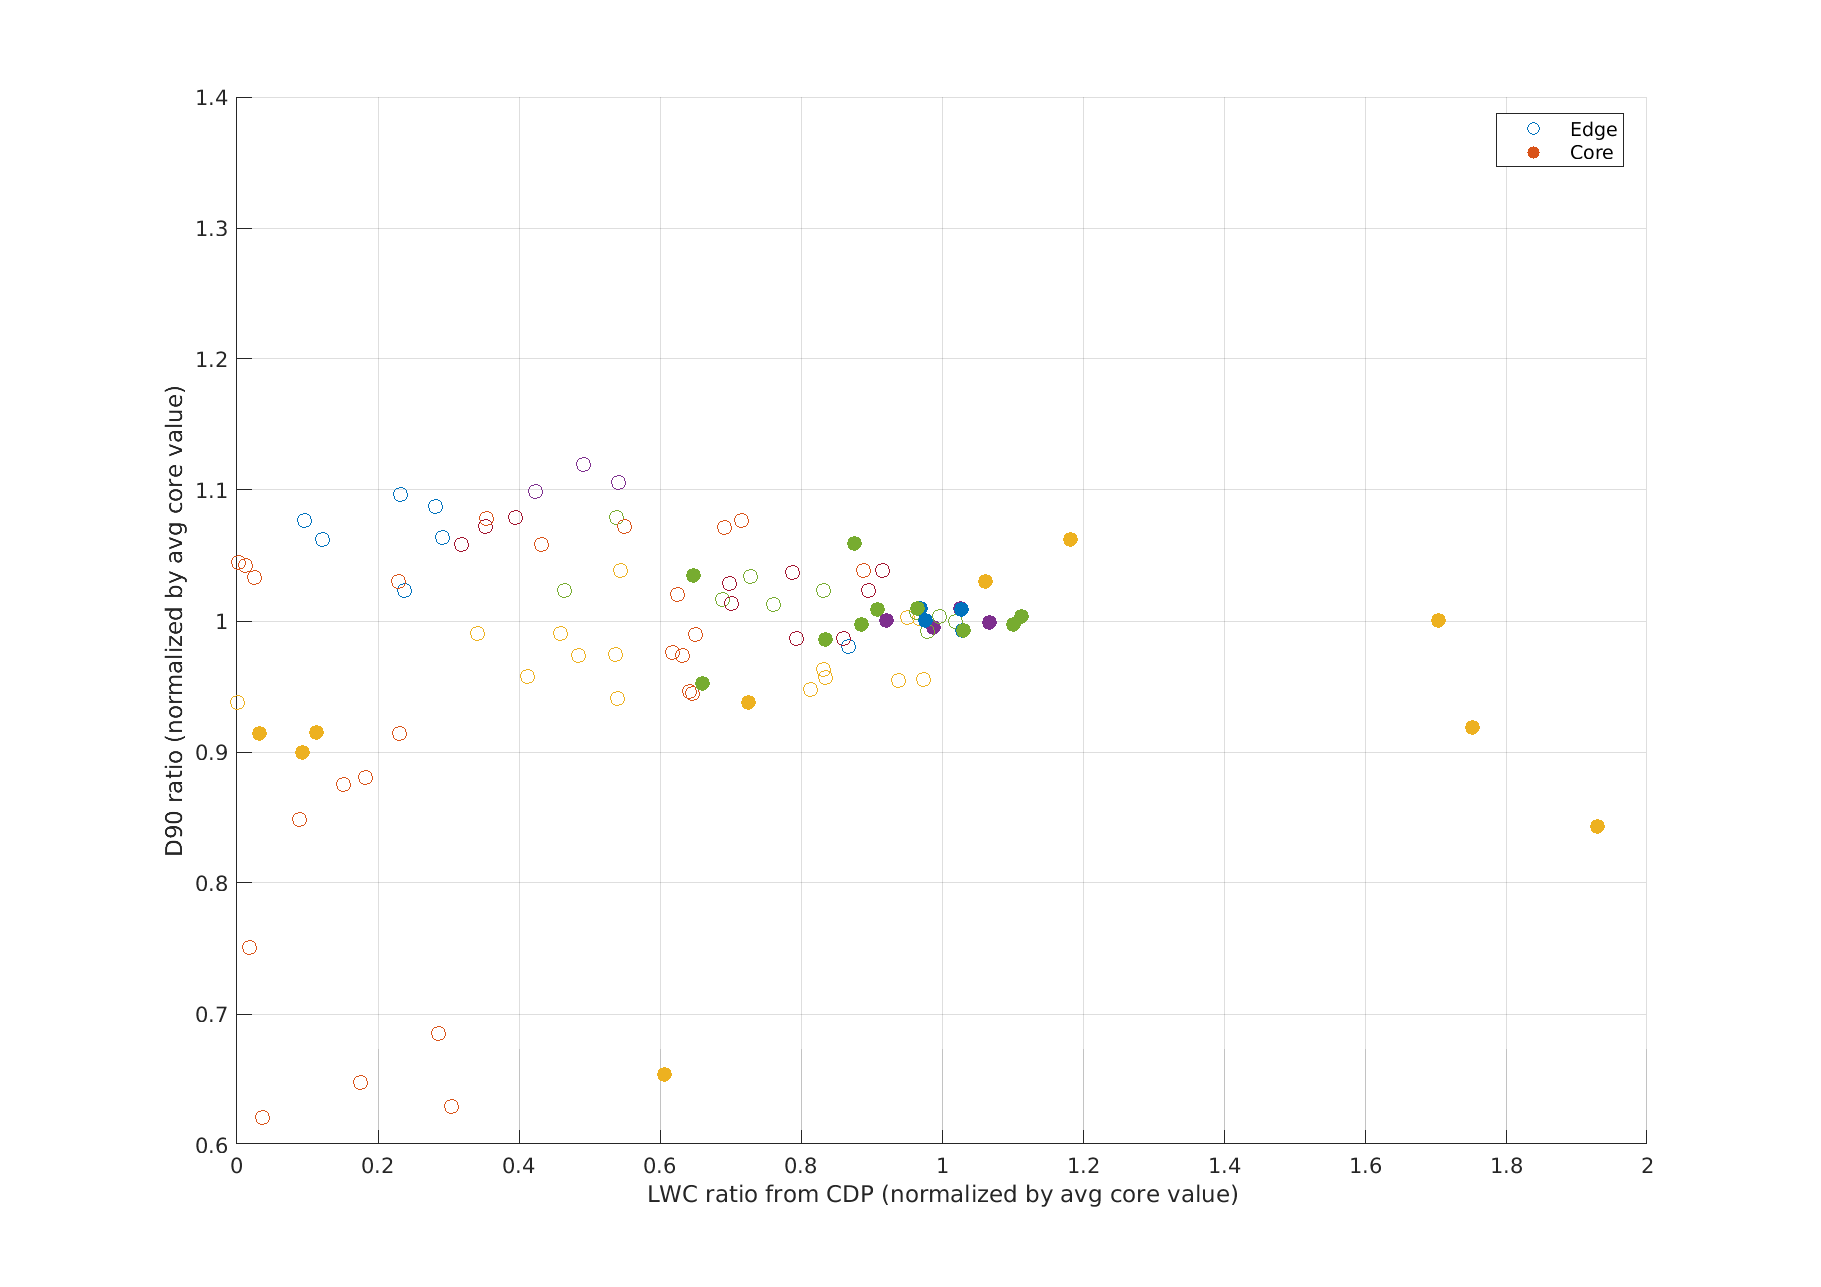 1.4
1.3
1.2
1.1
1
0.9
0.8
0.7
0.6
D90 ratio (normalized by avg core value)
Edge
Core
0 0.2 0.4 0.6 0.8 1 1.2 1.4 1.6 1.8 2
LWC ratio from CDP (normalized by avg core value)